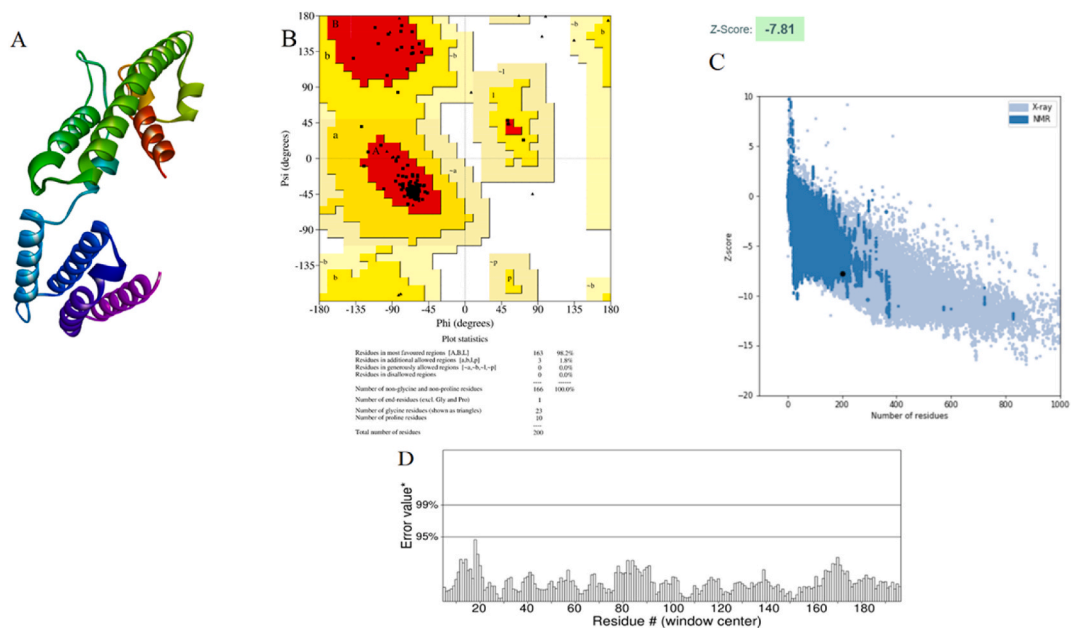 A
B
Psi (degrees)
180
135
90
45
0
-45
-90
-135
-180
B
b
a
A
l
~b
~b
b
~l
~a
~b
b
~p
p
~b
-180
-135
-90
-45
0
45
90
135
180
Phi (degrees)
Plot statistics
Residues in most favoured regions [A,B,L] 163 98.2%
Residues in additional allowed regions [a,b,l,p] 3 1.8%
Residues in generously allowed regions [~a,~b,~l,~p] 0 0.0%
Residues in disallowed regions 0 0.0%
---- ------
Number of non-glycine and non-proline residues 166 100.0%
Number of end-residues (excl. Gly and Pro) 1
Number of glycine residues (shown as triangles) 23
Number of proline residues 10
----
Total number of residues 200
Z-Score: -7.81
C
X-ray
NMR
Z-score
10
5
0
-5
-10
-15
-20
0 200 400 600 800 1000
Number of residues
D
Error value*
99%
95%
20 40 60 80 100 120 140 160 180
Residue # (window center)